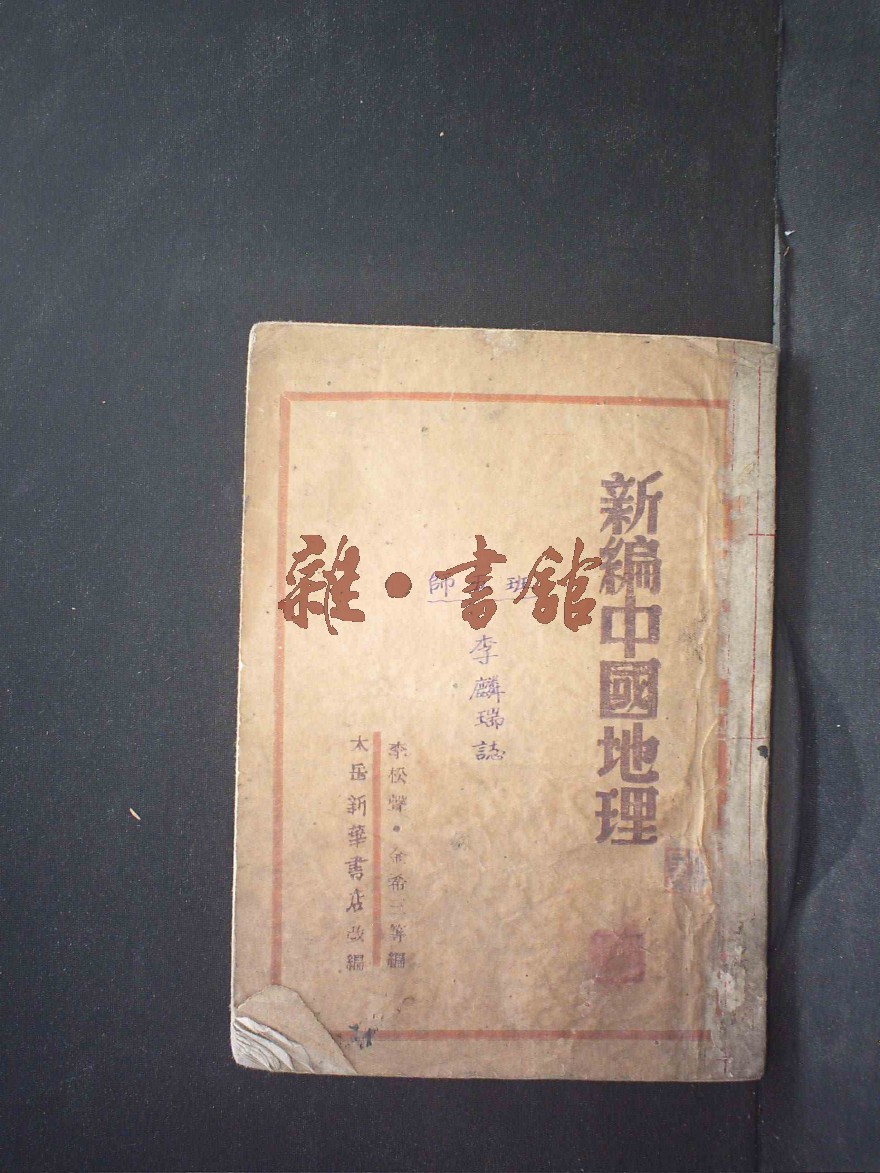 新編中國地理
師五班
李麟瑞誌
李松聲・金希三等編
太岳新華書店改編
雜・書館